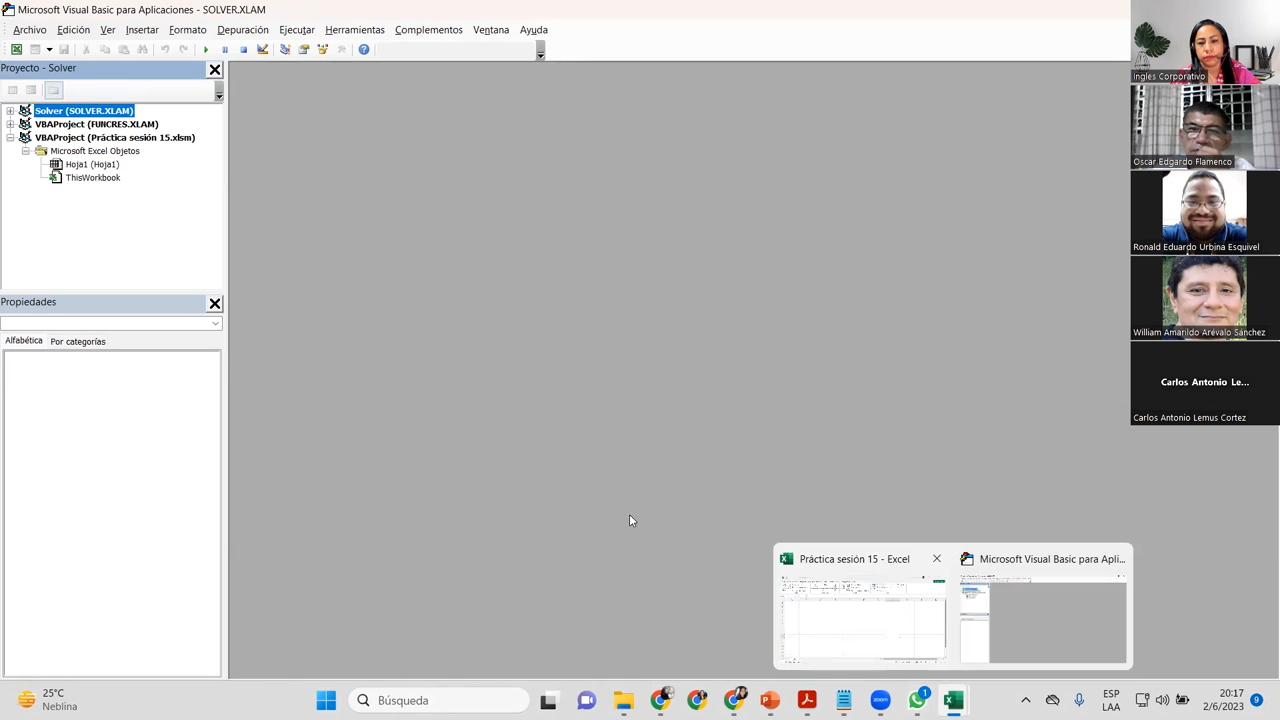 Microsoft Visual Basic para Aplicaciones - SOLVER.XLAM
Archivo Edición Ver Insertar Formato Depuración Ejecutar Herramientas Complementos Ventana Ayuda
Proyecto - Solver
Solver (SOLVER.XLAM)
VBAProject (FUNCRES.XLAM)
VBAProject (Práctica sesión 15.xlsm)
Microsoft Excel Objetos
Hoja1 (Hoja1)
ThisWorkbook
Propiedades
Alfabética Por categorías
Ingles Corporativo
Oscar Edgardo Flamenco
Ronald Eduardo Urbina Esquivel
William Amarildo Arévalo Sánchez
Carlos Antonio Le...
Carlos Antonio Lemus Cortez
Práctica sesión 15 - Excel
Microsoft Visual Basic para Apli...
25°C
Neblina
Búsqueda
1
ESP
LAA
20:17
2/6/2023
9